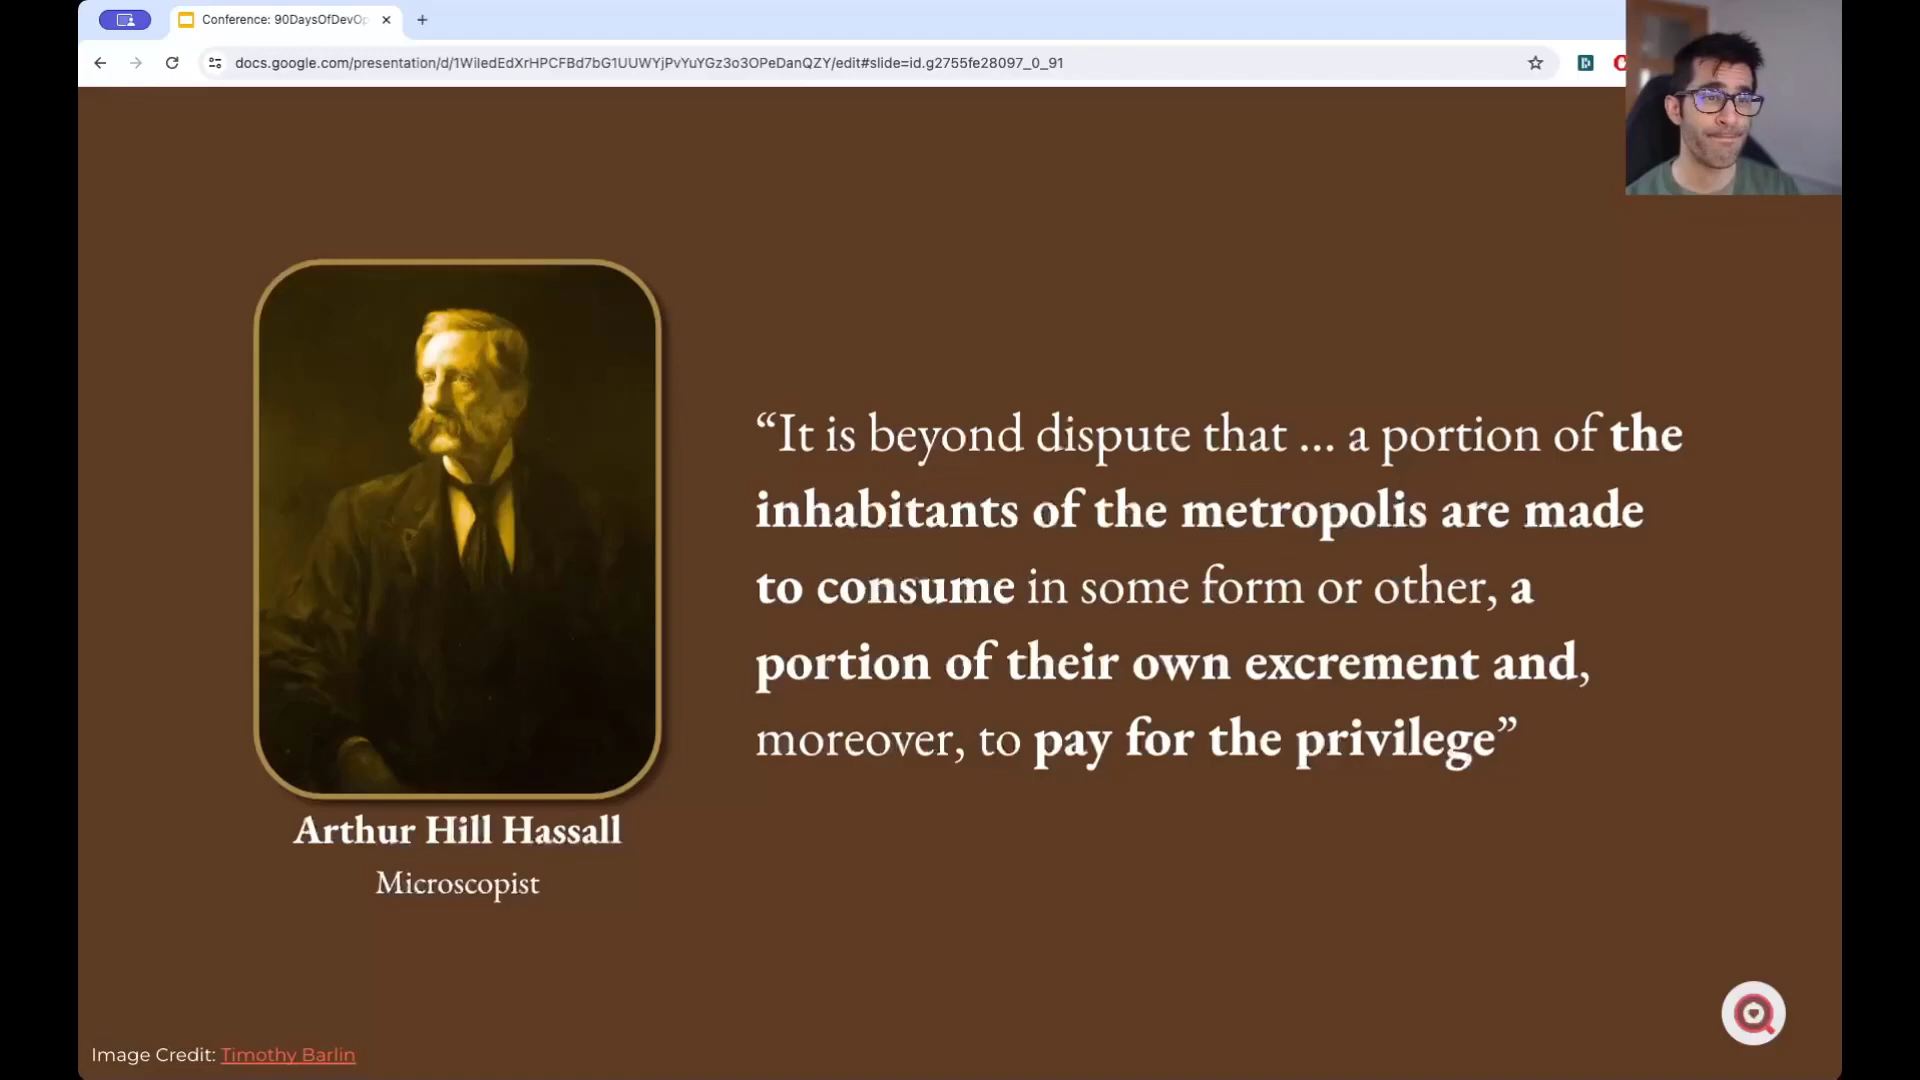 Conference: 90DaysOfDevOp
docs.google.com/presentation/d/1WiledEdXrHPCFBd7bG1UUWYjPvYuYGz3o3OPeDanQZY/edit#slide=id.g2755fe28097_0_91
“It is beyond dispute that ... a portion of the
inhabitants of the metropolis are made
to consume in some form or other, a
portion of their own excrement and,
moreover, to pay for the privilege”
Arthur Hill Hassall
Microscopist
Image Credit: Timothy Barlin